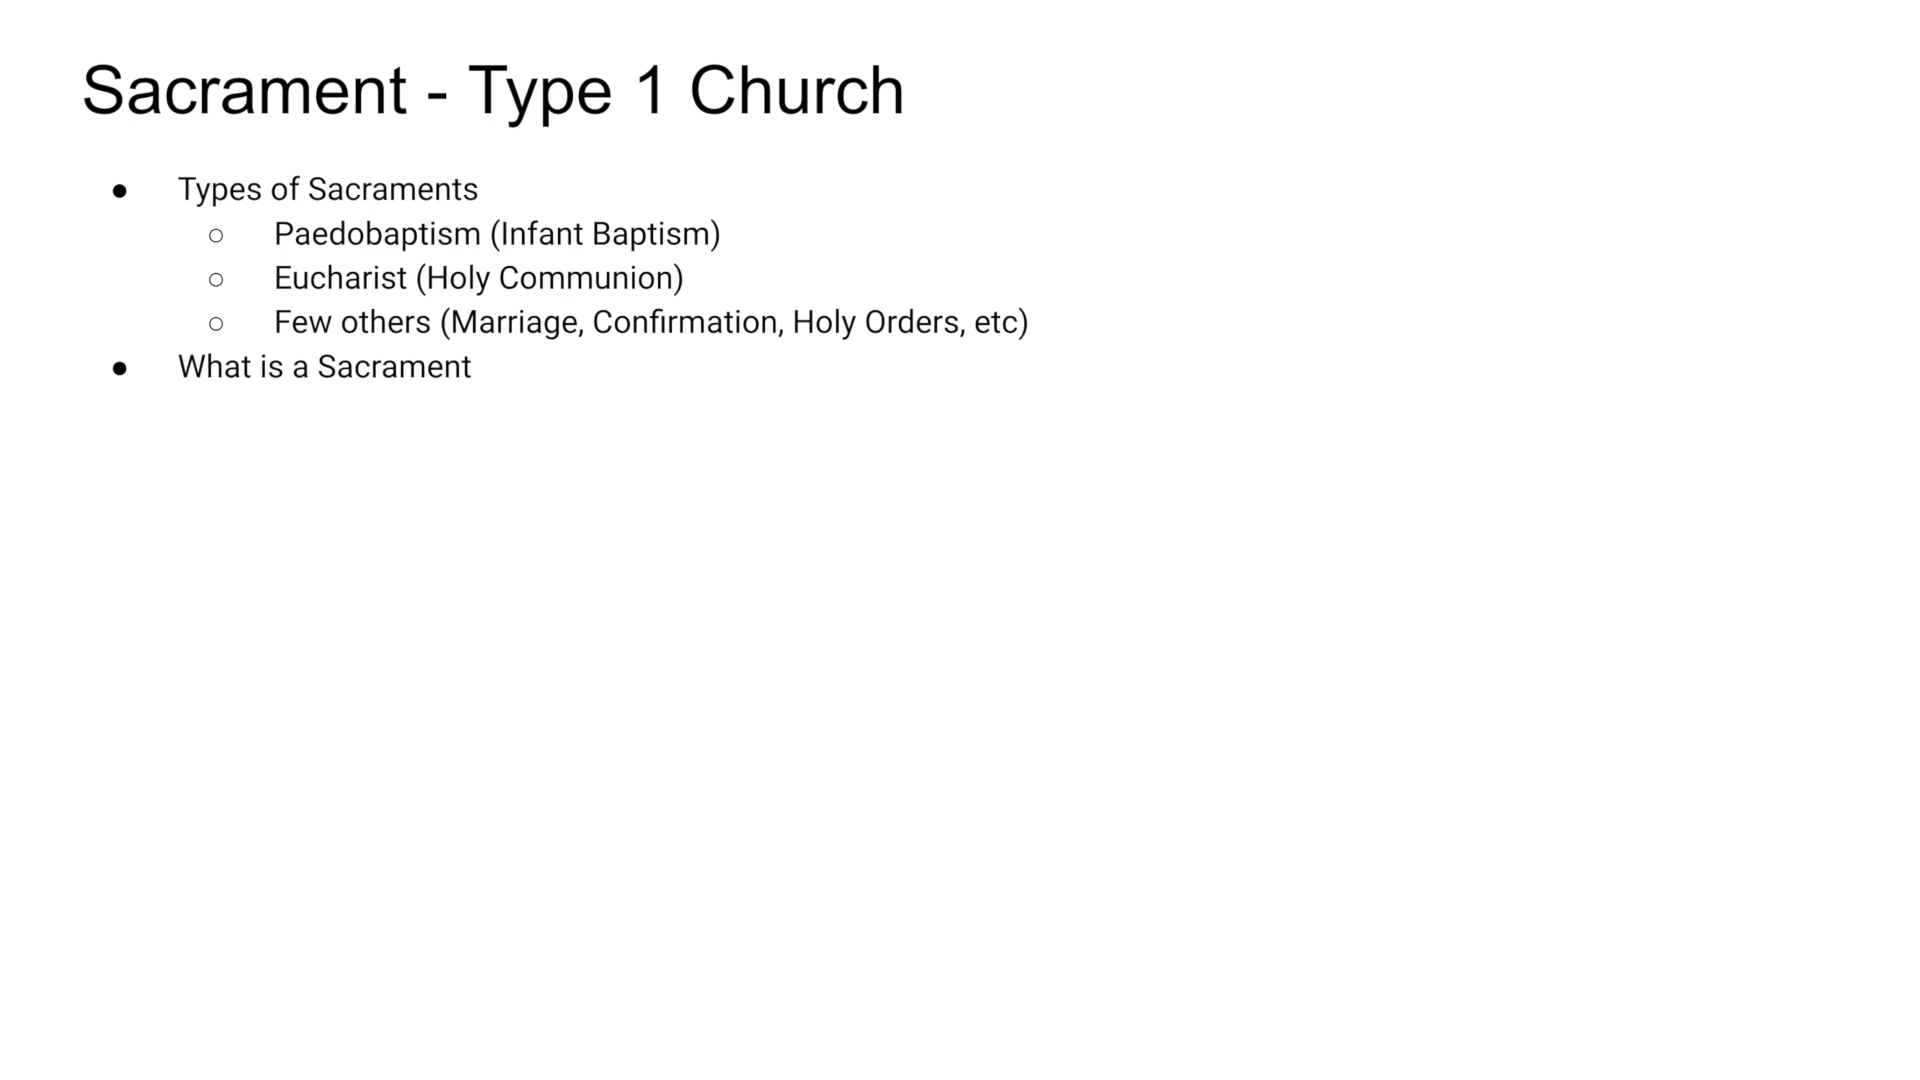 Sacrament - Type 1 Church
● Types of Sacraments
○ Paedobaptism (Infant Baptism)
○ Eucharist (Holy Communion)
○ Few others (Marriage, Confirmation, Holy Orders, etc)
● What is a Sacrament